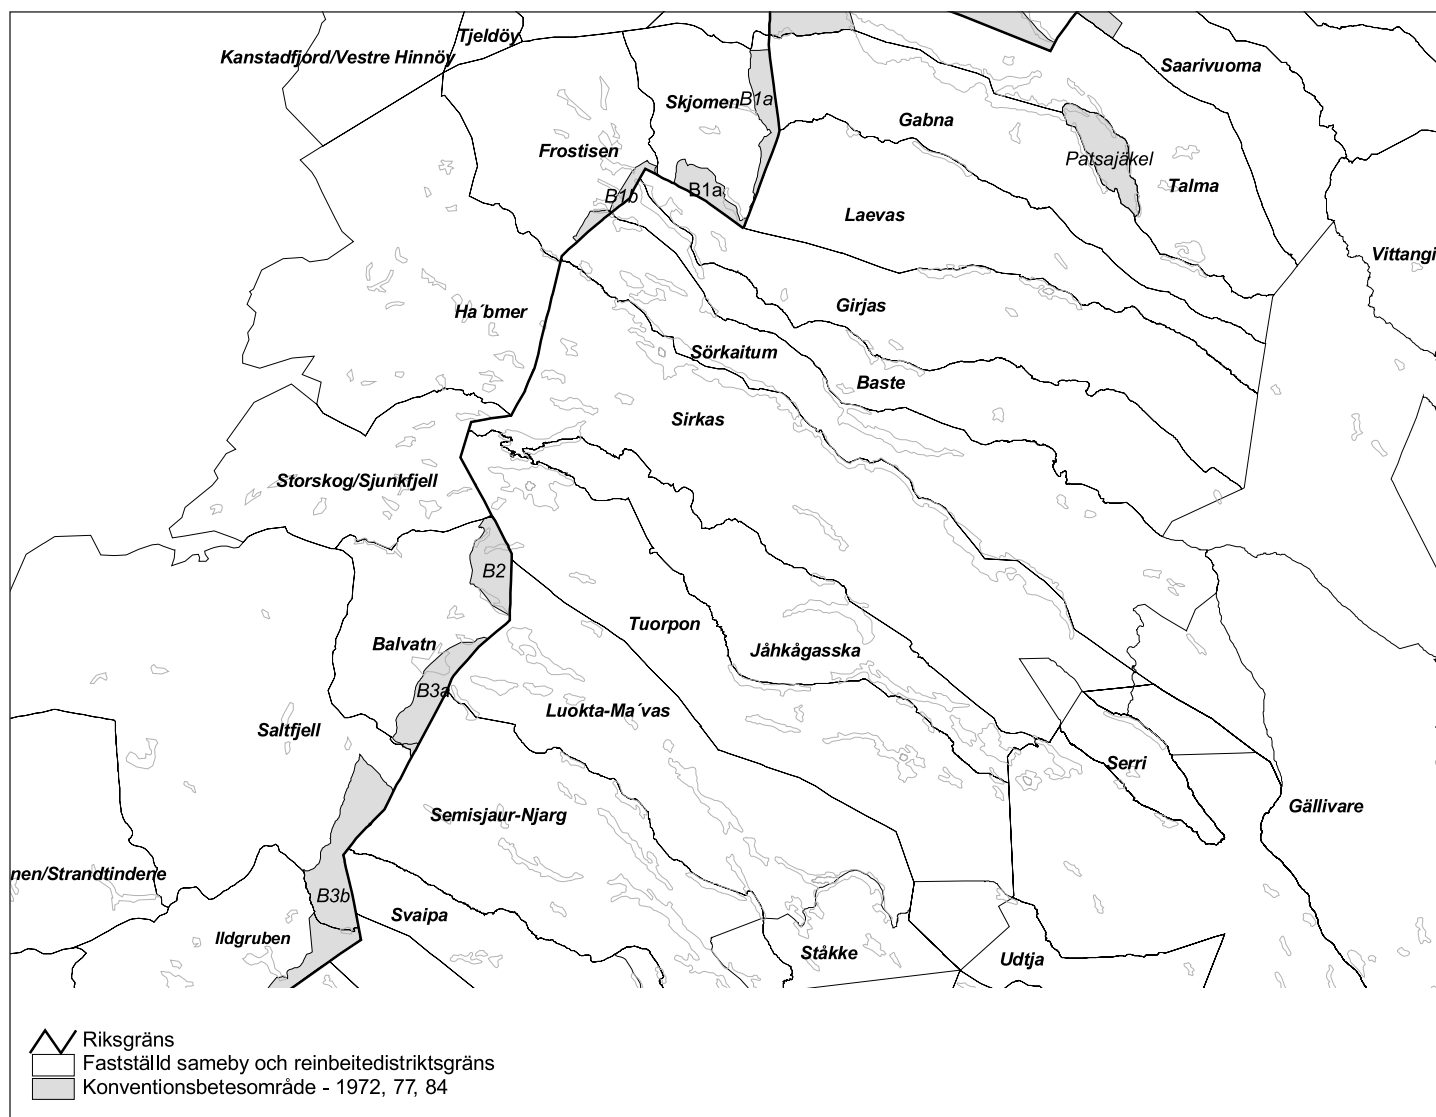 Tjeldöy
Kanstadfjord/Vestre Hinnöy
Saarivuoma
Skjomen
B1a
Gabna
Frostisen
Patsajäkel
Talma
B1b
B1a
Laevas
Vittangi
Ha´bmer
Girjas
Sörkaitum
Baste
Sirkas
Storskog/Sjunkfjell
B2
Tuorpon
Balvatn
Jåhkågasska
B3a
Luokta-Ma´vas
Saltfjell
Serri
Semisjaur-Njarg
Gällivare
nen/Strandtindene
B3b
Svaipa
Ildgruben
Ståkke
Udtja
Riksgräns
Fastställd sameby och reinbeitedistriktsgräns
Konventionsbetesområde - 1972, 77, 84